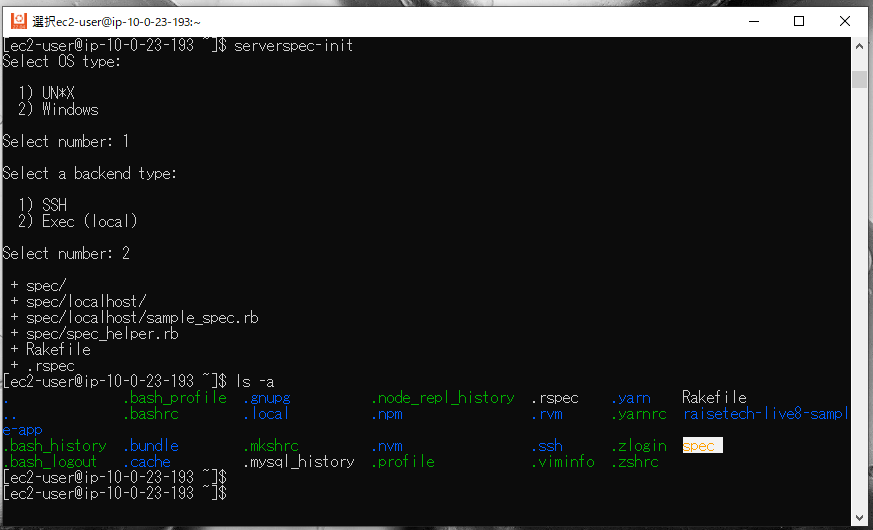 選択ec2-user@ip-10-0-23-193:~
[ec2-user@ip-10-0-23-193 ~]$ serverspec-init
Select OS type:
1) UN*X
2) Windows
Select number: 1
Select a backend type:
1) SSH
2) Exec (local)
Select number: 2
+ spec/
+ spec/localhost/
+ spec/localhost/sample_spec.rb
+ spec/spec_helper.rb
+ Rakefile
+ .rspec
[ec2-user@ip-10-0-23-193 ~]$ ls -a
. .bash_profile .gnupg .node_repl_history .rspec .yarn Rakefile
.. .bashrc .local .npm .rvm .yarnrc raisetech-live8-sampl
e-app
.bash_history .bundle .mkshrc .nvm .ssh .zlogin spec
.bash_logout .cache .mysql_history .profile .viminfo .zshrc
[ec2-user@ip-10-0-23-193 ~]$
[ec2-user@ip-10-0-23-193 ~]$